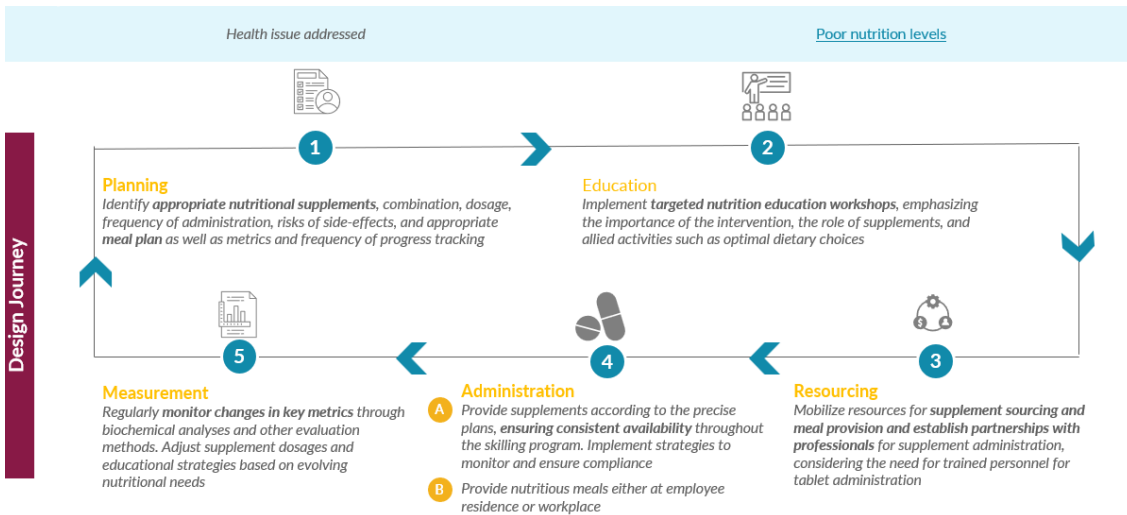 Health issue addressed
Poor nutrition levels
Design Journey
1
2
Planning
Identify appropriate nutritional supplements, combination, dosage,
frequency of administration, risks of side-effects, and appropriate
meal plan as well as metrics and frequency of progress tracking
Education
Implement targeted nutrition education workshops, emphasizing
the importance of the intervention, the role of supplements, and
allied activities such as optimal dietary choices
3
Resourcing
Mobilize resources for supplement sourcing and
meal provision and establish partnerships with
professionals for supplement administration,
considering the need for trained personnel for
tablet administration
4
Administration
A
Provide supplements according to the precise
plans, ensuring consistent availability throughout
the skilling program. Implement strategies to
monitor and ensure compliance
B
Provide nutritious meals either at employee
residence or workplace
5
Measurement
Regularly monitor changes in key metrics through
biochemical analyses and other evaluation
methods. Adjust supplement dosages and
educational strategies based on evolving
nutritional needs